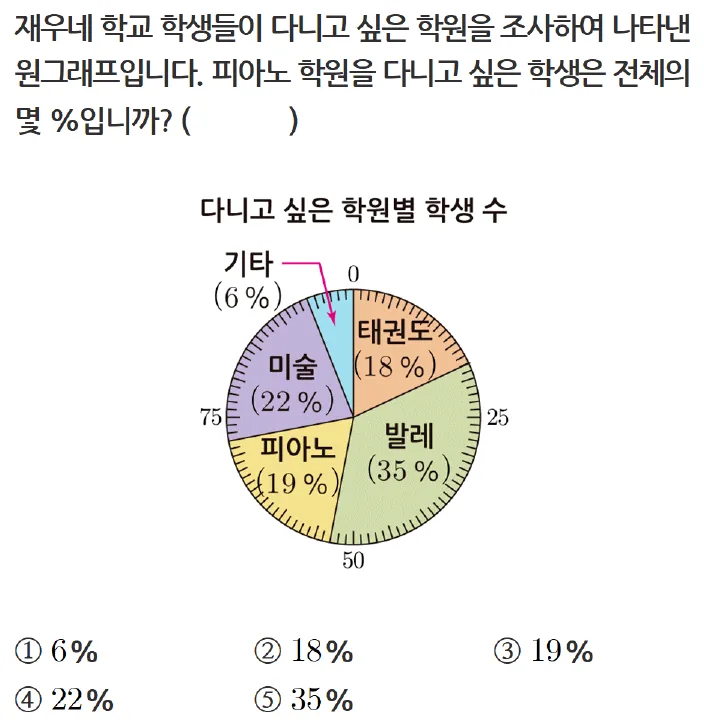 재우네 학교 학생들이 다니고 싶은 학원을 조사하여 나타낸
원그래프입니다. 피아노 학원을 다니고 싶은 학생은 전체의
몇 %입니까? (          )
다니고 싶은 학원별 학생 수
기타
(6 %)
0
태권도
(18 %)
미술
(22 %)
75
25
발레
(35 %)
피아노
(19 %)
50
① 6% ② 18% ③ 19%
④ 22% ⑤ 35%